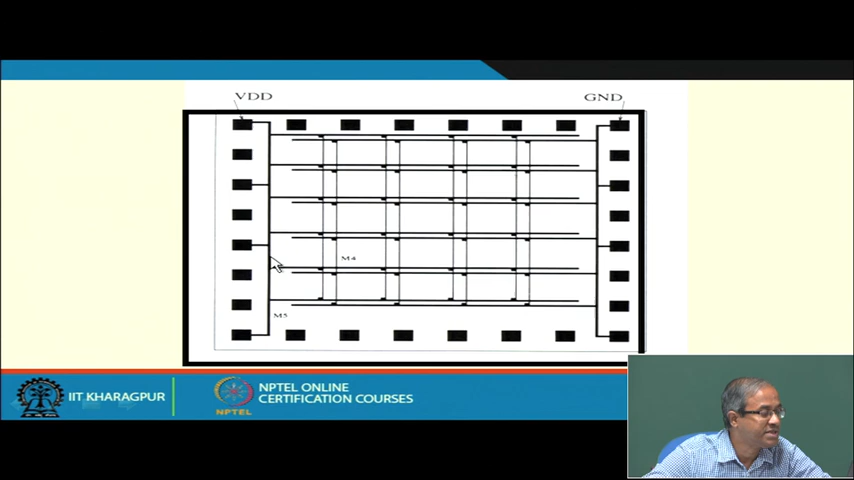 VDD
GND
M4
M5
IIT KHARAGPUR
NPTEL
NPTEL ONLINE
CERTIFICATION COURSES